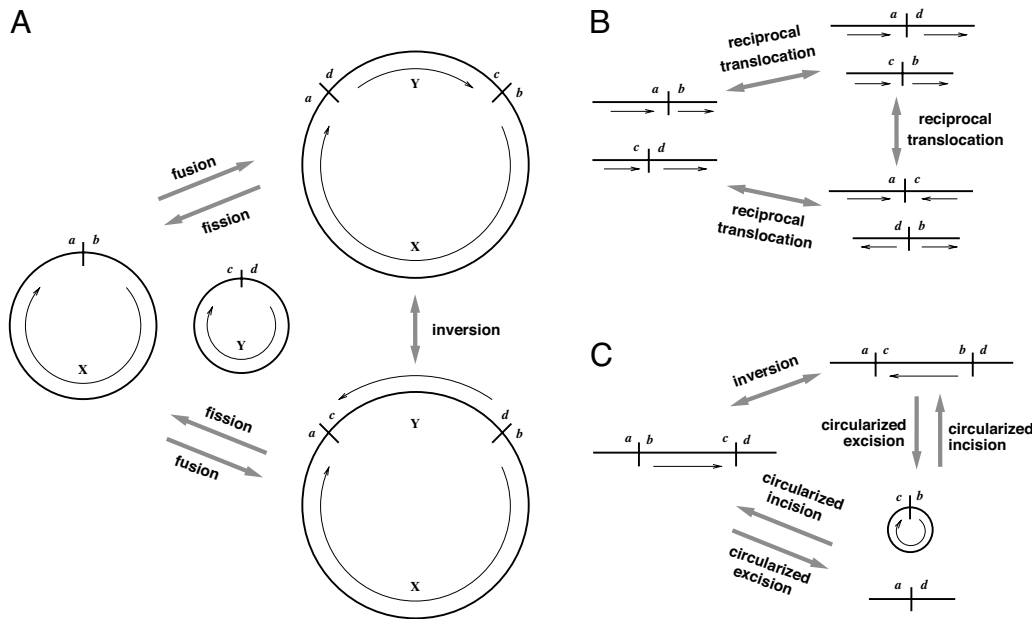 A
d
a
Y
c
b
X
fusion
fission
a b
X
c d
Y
inversion
fission
fusion
c
a
Y
d
b
X
B
a d
reciprocal
translocation
c b
a b
c d
reciprocal
translocation
reciprocal
translocation
a c
d b
C
a c b d
inversion
a b c d
circularized
excision
circularized
incision
circularized
incision
circularized
excision
c b
a d